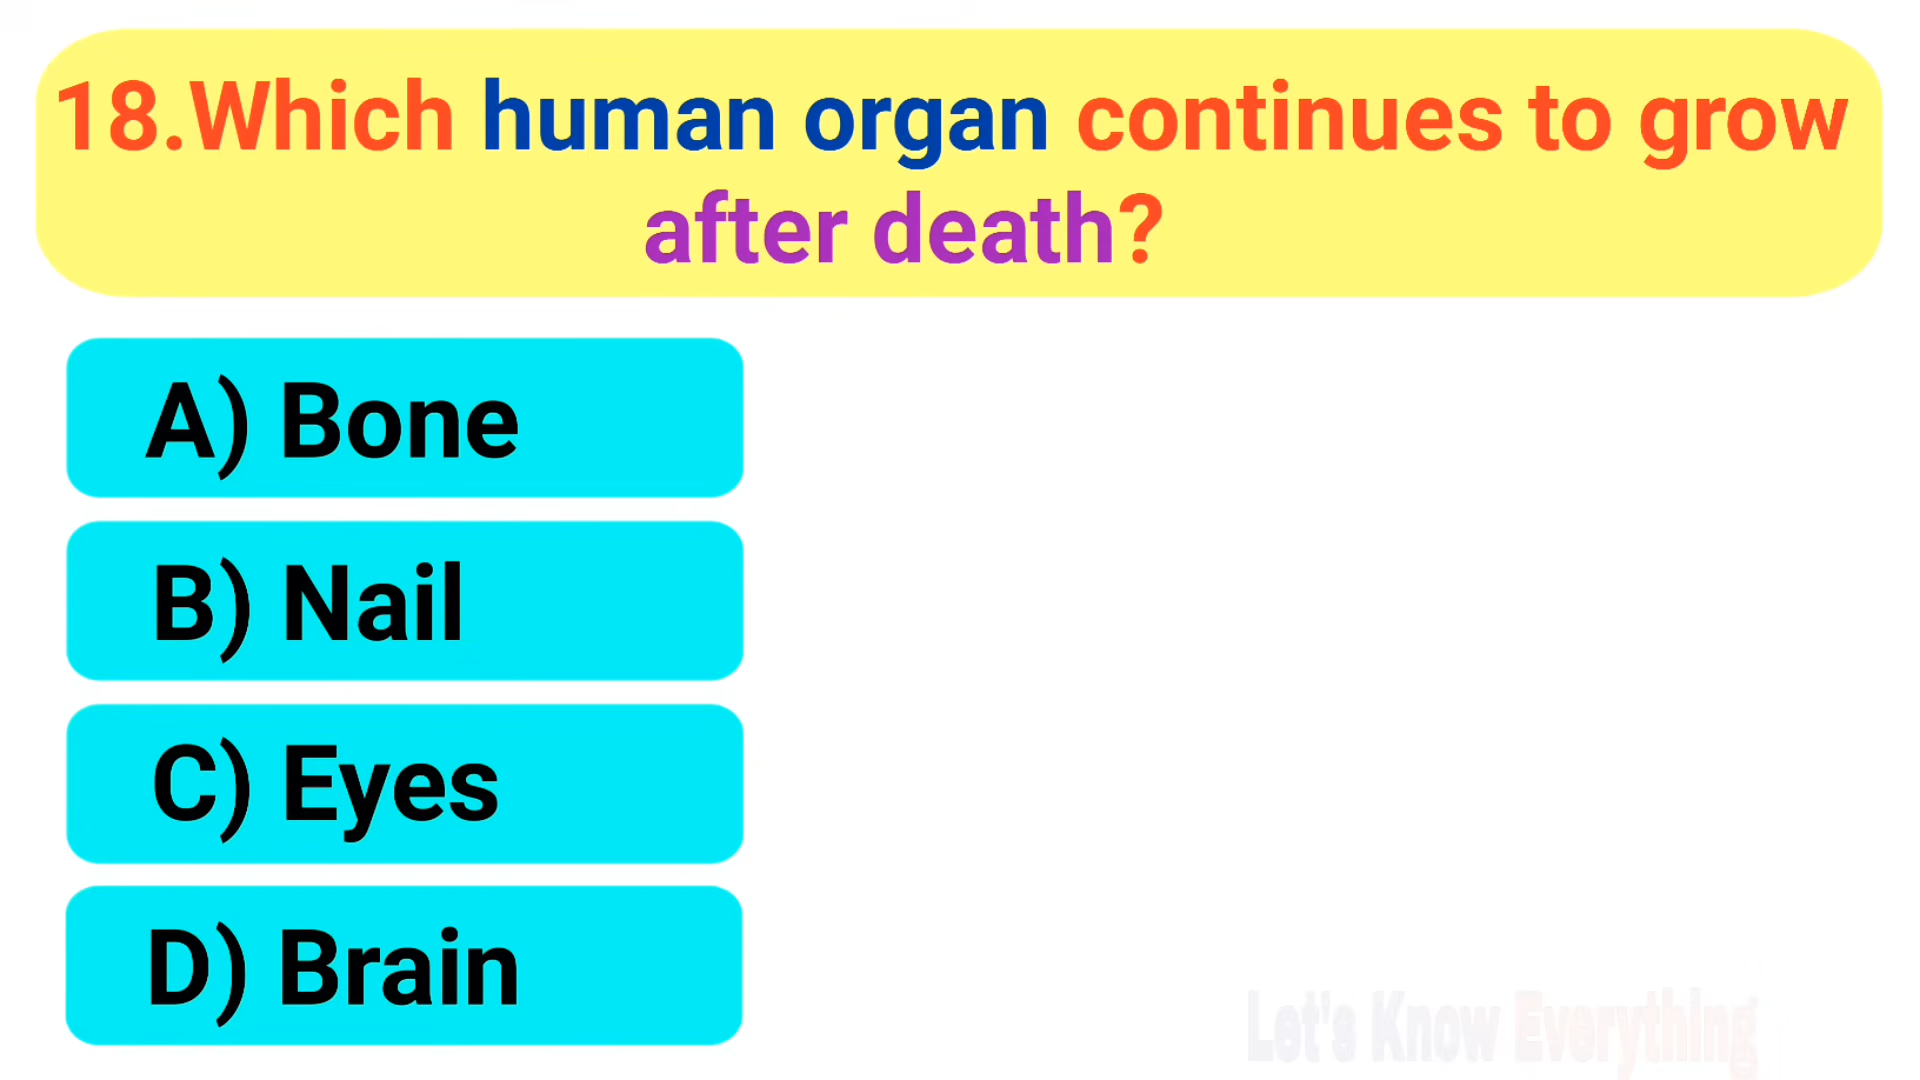 18.Which human organ continues to grow
after death?
A) Bone
B) Nail
C) Eyes
D) Brain
Let's Know Everything